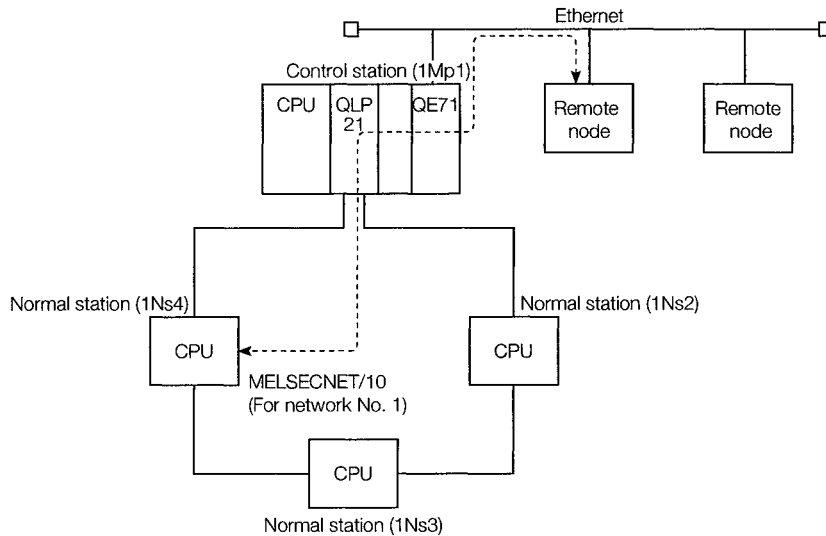 Ethernet
Control station (1Mp1)
CPU
QLP
21
QE71
Remote
node
Remote
node
Normal station (1Ns4)
CPU
Normal station (1Ns2)
CPU
MELSECNET/10
(For network No. 1)
CPU
Normal station (1Ns3)